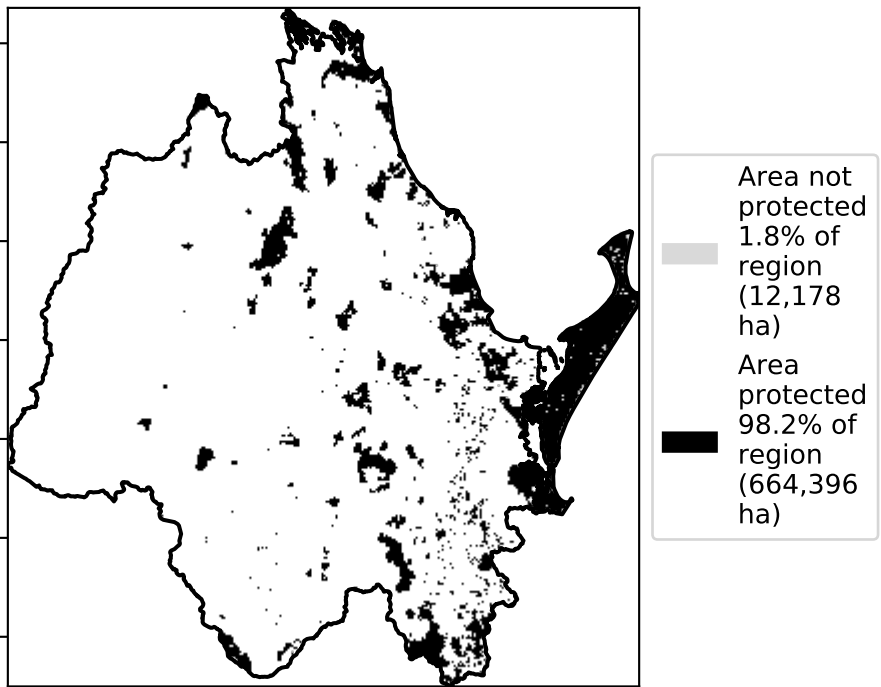 Area not
protected
1.8% of
region
(12,178
ha)
Area
protected
98.2% of
region
(664,396
ha)